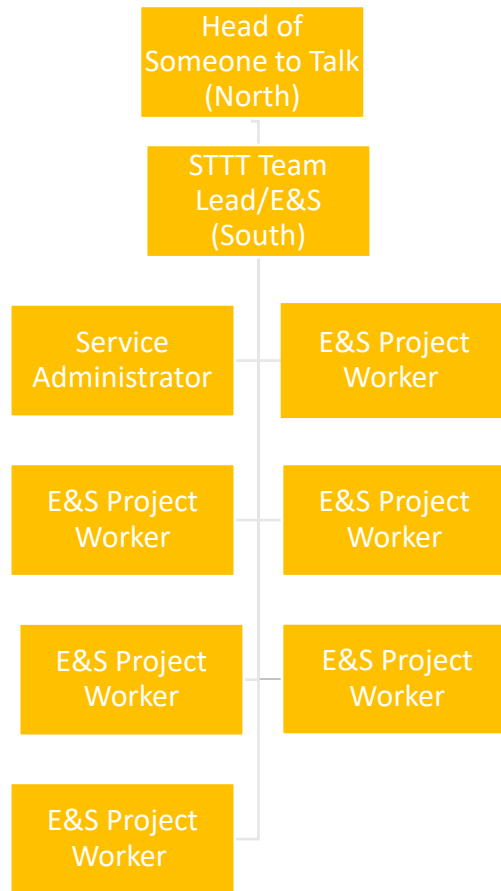 Head of
Someone to Talk
(North)
STTT Team
Lead/E&S
(South)
Service
Administrator
E&S Project
Worker
E&S Project
Worker
E&S Project
Worker
E&S Project
Worker
E&S Project
Worker
E&S Project
Worker